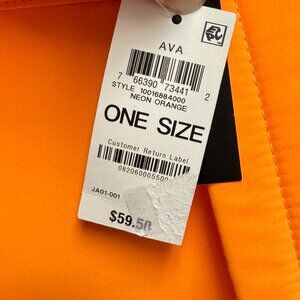 AVA
7 66390 73441 2
STYLE 10016884000
NEON ORANGE
ONE SIZE
Customer Return Label
082060005500
JA01-001
$59.50